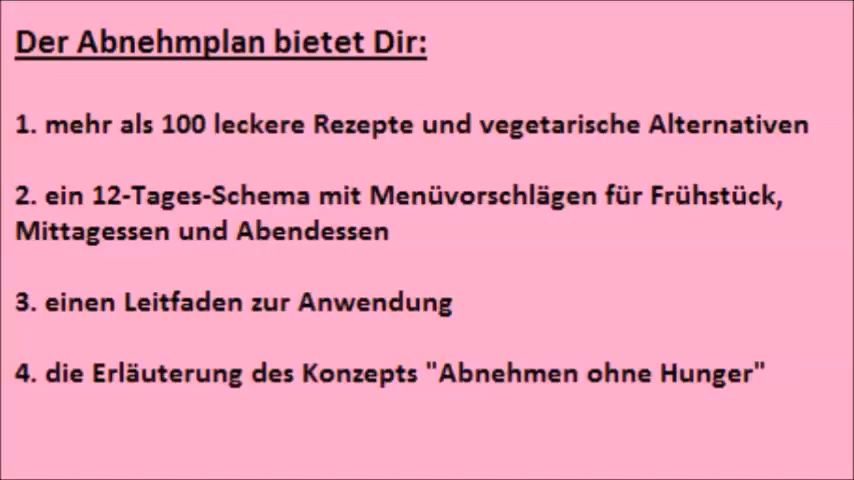 Der Abnehmplan bietet Dir:
1. mehr als 100 leckere Rezepte und vegetarische Alternativen
2. ein 12-Tages-Schema mit Menüvorschlägen für Frühstück,
Mittagessen und Abendessen
3. einen Leitfaden zur Anwendung
4. die Erläuterung des Konzepts "Abnehmen ohne Hunger"